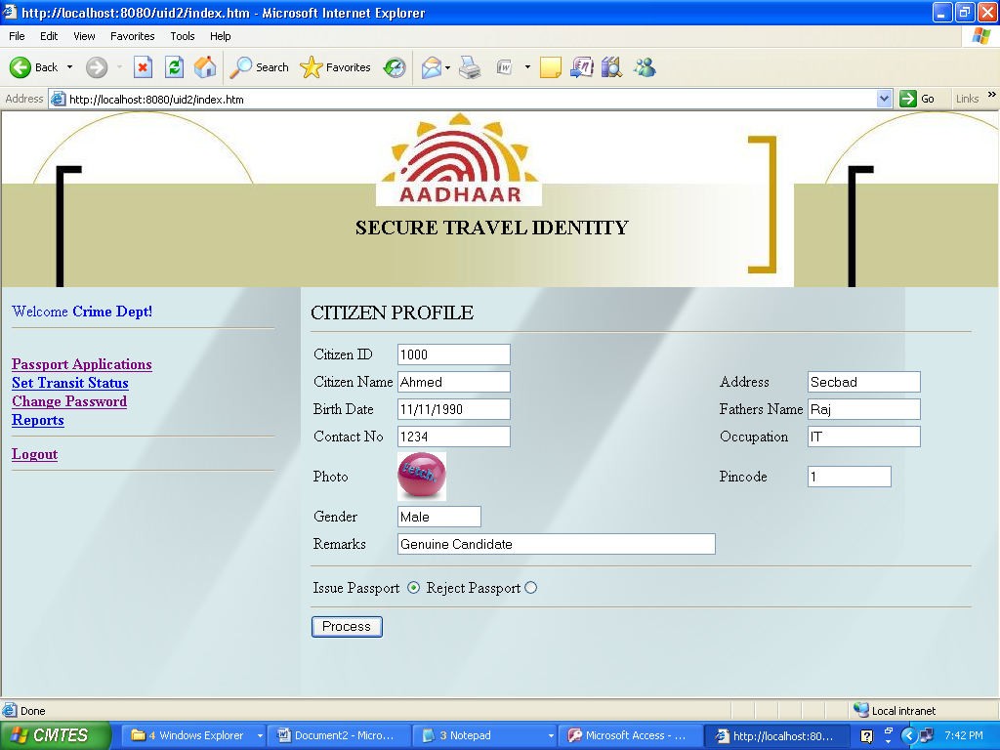 http://localhost:8080/uid2/index.htm - Microsoft Internet Explorer
File Edit View Favorites Tools Help
Back Search Favorites
Address http://localhost:8080/uid2/index.htm Go Links »
AADHAAR
SECURE TRAVEL IDENTITY
Welcome Crime Dept!
Passport Applications
Set Transit Status
Change Password
Reports
Logout
CITIZEN PROFILE
Citizen ID 1000
Citizen Name Ahmed Address Secbad
Birth Date 11/11/1990 Fathers Name Raj
Contact No 1234 Occupation IT
Photo Fetch. Pincode 1
Gender Male
Remarks Genuine Candidate
Issue Passport Reject Passport
Process
Done Local intranet
CMTES 4 Windows Explorer Document2 - Micro... 3 Notepad Microsoft Access - ... http://localhost:80... 7:42 PM